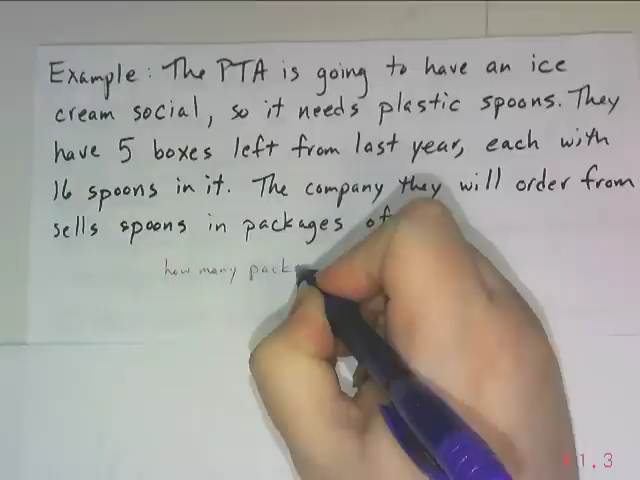 Example: The PTA is going to have an ice
cream social, so it needs plastic spoons. They
have 5 boxes left from last year, each with
16 spoons in it. The company they will order from
sells spoons in packages of
how many pack
1.3